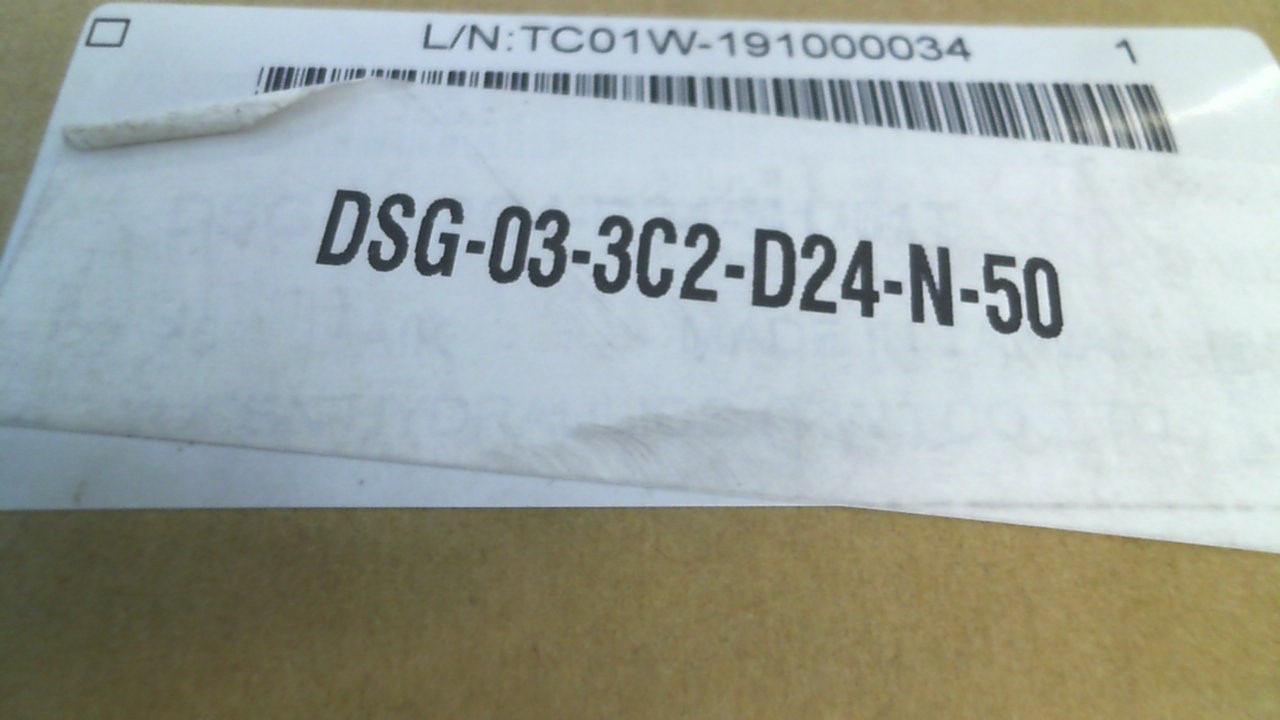 L/N:TC01W-191000034 1
DSG-03-3C2-D24-N-50